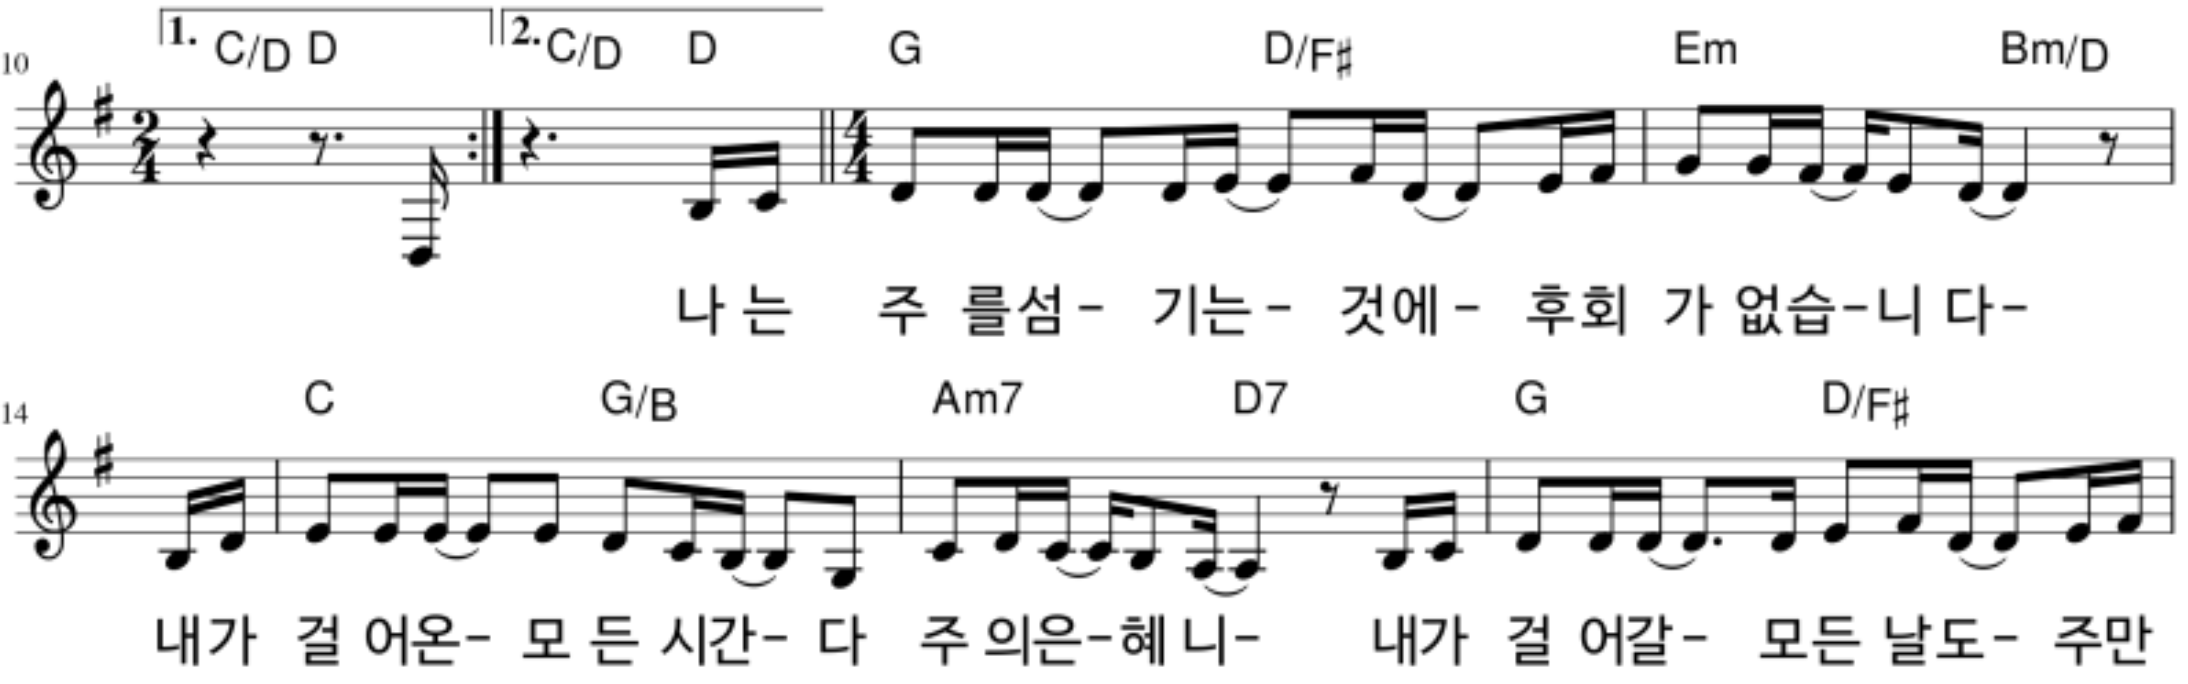 1. C/D D 2. C/D D G D/F♯ Em Bm/D
10
2/4 4/4
나 는 주 를섬 - 기는 - 것에 - 후회 가 없습-니 다-
C G/B Am7 D7 G D/F♯
14
내가 걸 어온- 모 든 시간- 다 주 의은-혜 니- 내가 걸 어갈- 모든 날도- 주만